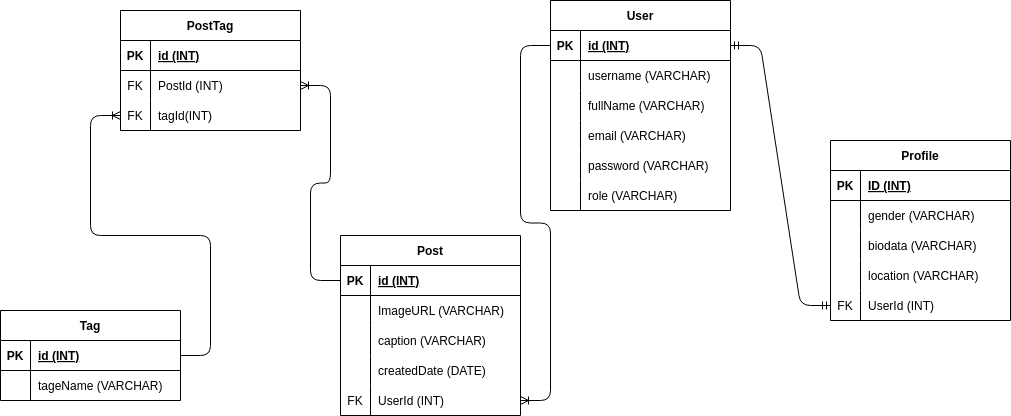 PostTag
PK id (INT)
FK PostId (INT)
FK tagId(INT)
User
PK id (INT)
username (VARCHAR)
fullName (VARCHAR)
email (VARCHAR)
password (VARCHAR)
role (VARCHAR)
Profile
PK ID (INT)
gender (VARCHAR)
biodata (VARCHAR)
location (VARCHAR)
FK UserId (INT)
Post
PK id (INT)
ImageURL (VARCHAR)
caption (VARCHAR)
createdDate (DATE)
FK UserId (INT)
Tag
PK id (INT)
tageName (VARCHAR)